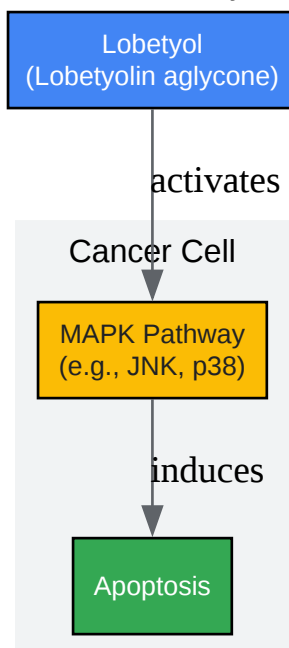 Lobetyol
(Lobetyolin aglycone)
activates
Cancer Cell
MAPK Pathway
(e.g., JNK, p38)
induces
Apoptosis